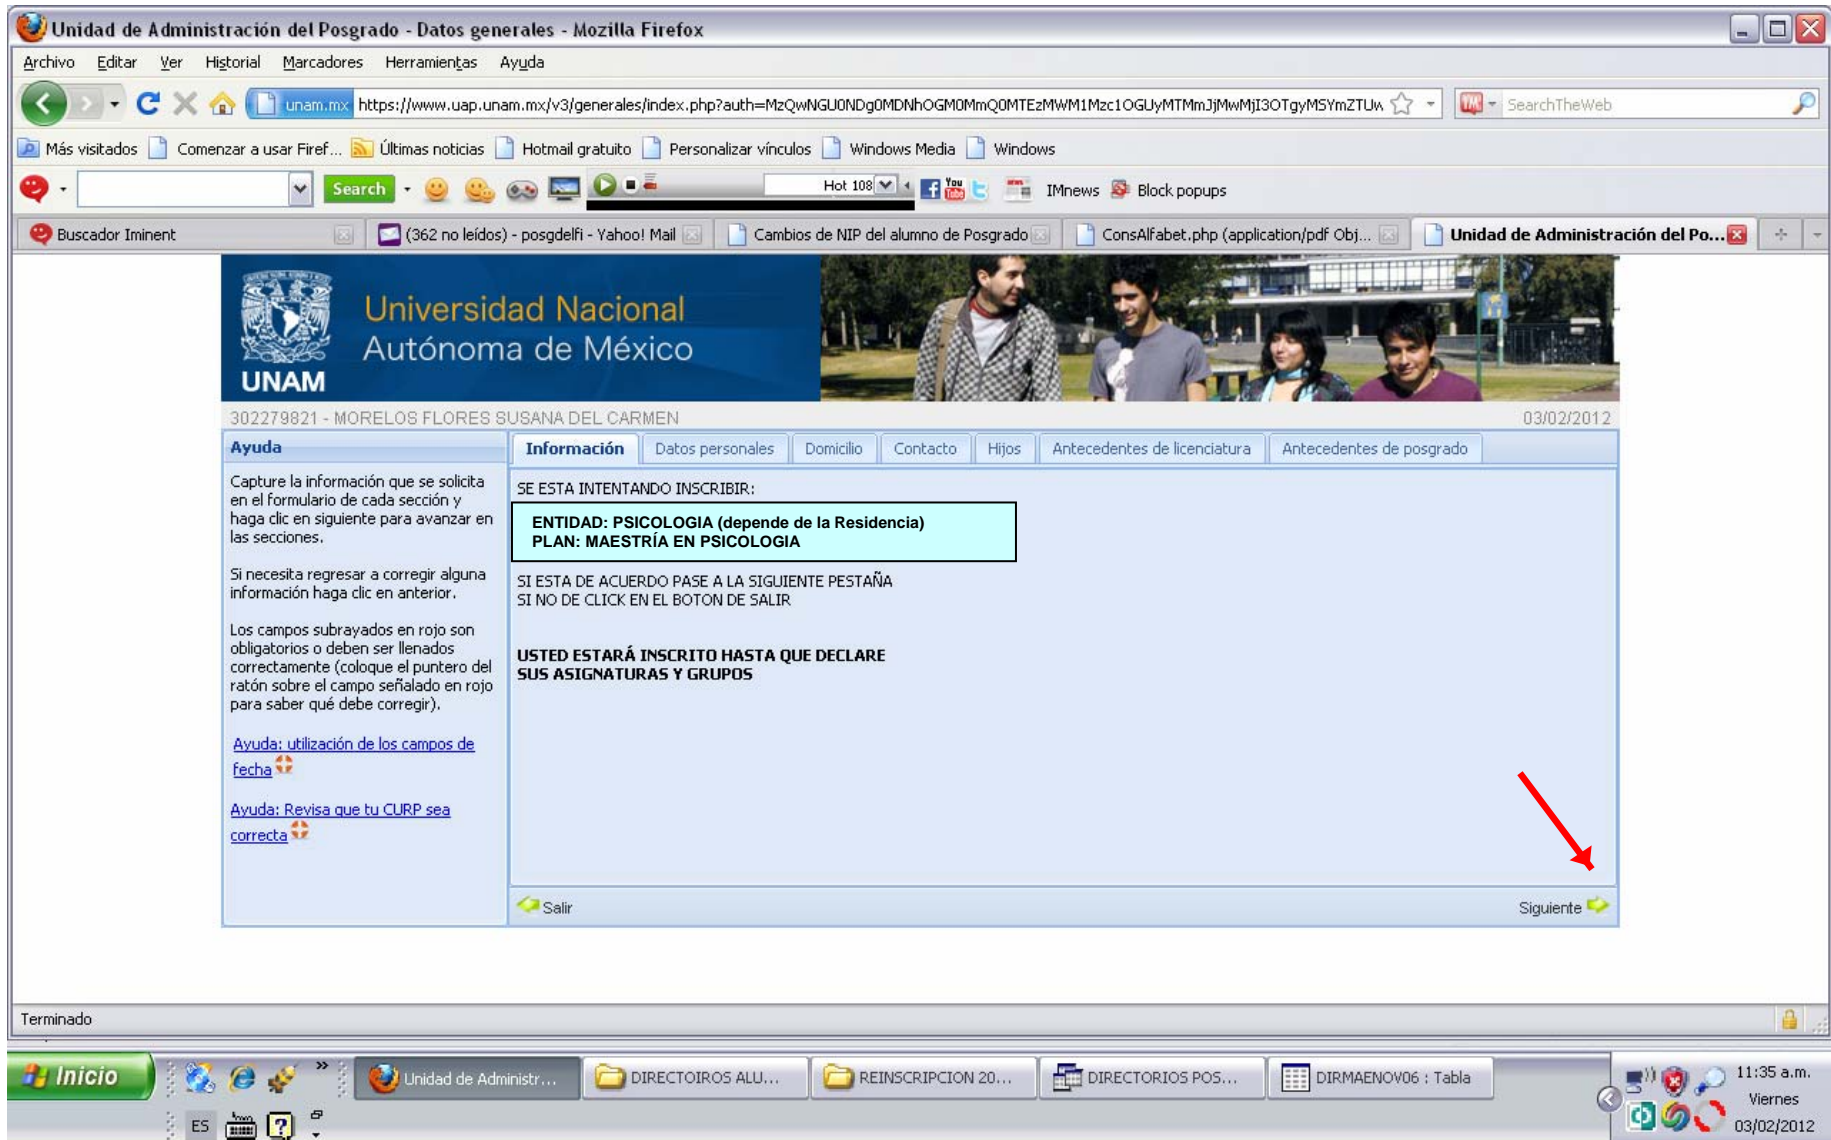 Unidad de Administración del Posgrado - Datos generales - Mozilla Firefox
Archivo Editar Ver Historial Marcadores Herramientas Ayuda
unam.mx https://www.uap.unam.mx/v3/generales/index.php?auth= SearchTheWeb
Más visitados Comenzar a usar Firef... Últimas noticias Hotmail gratuito Personalizar vínculos Windows Media Windows
Search Hot 108 You Tube IMnews Block popups
Buscador Iminent (362 no leídos) - posgdelfi - Yahoo! Mail Cambios de NIP del alumno de Posgrado ConsAlfabet.php (application/pdf Obj... Unidad de Administración del Po...
Universidad Nacional
Autónoma de México
UNAM
302279821 - MORELOS FLORES SUSANA DEL CARMEN 03/02/2012
Ayuda
Capture la información que se solicita
en el formulario de cada sección y
haga clic en siguiente para avanzar en
las secciones.
Si necesita regresar a corregir alguna
información haga clic en anterior.
Los campos subrayados en rojo son
obligatorios o deben ser llenados
correctamente (coloque el puntero del
ratón sobre el campo señalado en rojo
para saber qué debe corregir).
Ayuda: utilización de los campos de
fecha
Ayuda: Revisa que tu CURP sea
correcta
Información Datos personales Domicilio Contacto Hijos Antecedentes de licenciatura Antecedentes de posgrado
SE ESTA INTENTANDO INSCRIBIR:
ENTIDAD: PSICOLOGIA (depende de la Residencia)
PLAN: MAESTRÍA EN PSICOLOGIA
SI ESTA DE ACUERDO PASE A LA SIGUIENTE PESTAÑA
SI NO DE CLICK EN EL BOTON DE SALIR
USTED ESTARÁ INSCRITO HASTA QUE DECLARE
SUS ASIGNATURAS Y GRUPOS
Salir Siguiente
Terminado
Inicio Unidad de Administr... DIRECTOIROS ALU... REINSCRIPCION 20... DIRECTORIOS POS... DIRMAENOV06 : Tabla 11:35 a.m.
Viernes
ES 03/02/2012